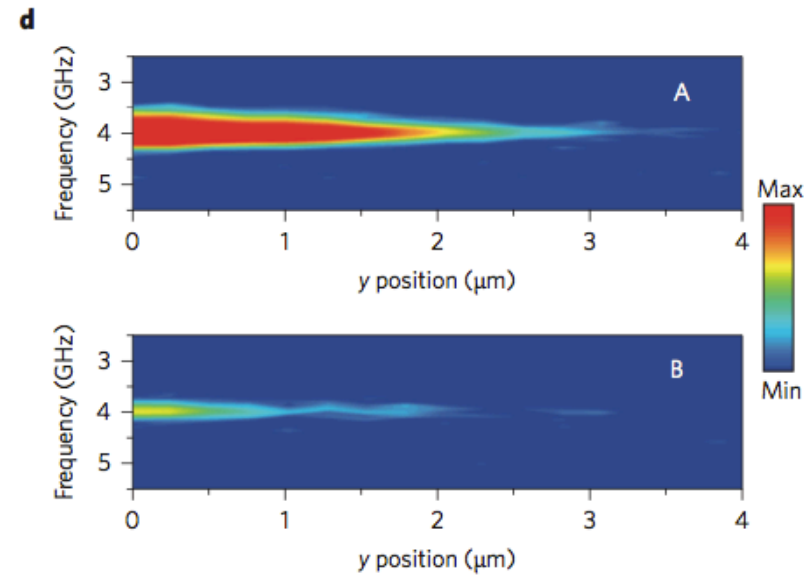 d
Frequency (GHz)
3
4
5
A
0 1 2 3 4
y position (μm)
Max
Min
Frequency (GHz)
3
4
5
B
0 1 2 3 4
y position (μm)